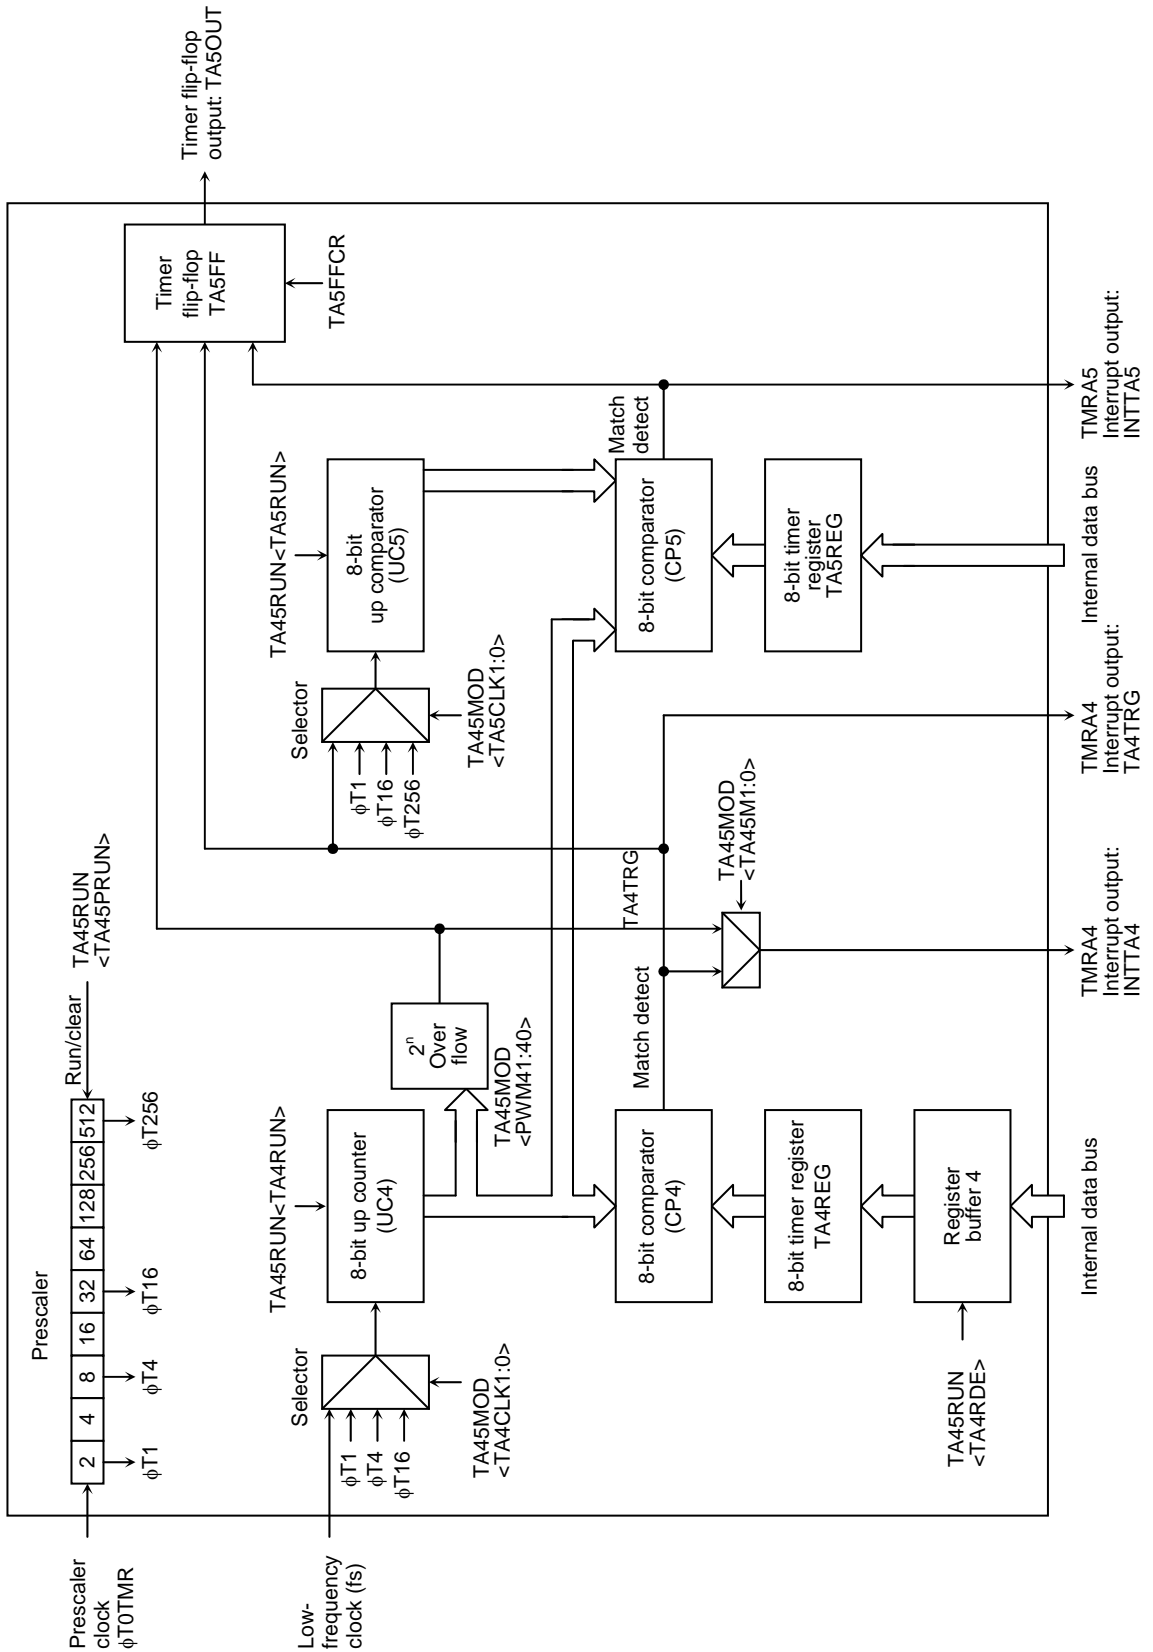 Prescaler
Prescaler
clock
ϕT0TMR
2 4 8 16 32 64 128 256 512
Run/clear
TA45RUN
<TA45PRUN>
ϕT1
ϕT4
ϕT16
ϕT256
Timer flip-flop
output: TA5OUT
Timer
flip-flop
TA5FF
TA5FFCR
Low-
frequency
clock (fs)
Selector
ϕT1
ϕT4
ϕT16
TA45MOD
<TA4CLK1:0>
TA45RUN<TA4RUN>
8-bit up counter
(UC4)
2ⁿ
Over
flow
TA45MOD
<PWM41:40>
Selector
ϕT1
ϕT16
ϕT256
TA45MOD
<TA5CLK1:0>
TA45RUN<TA5RUN>
8-bit
up comparator
(UC5)
8-bit comparator
(CP4)
Match detect
TA4TRG
8-bit comparator
(CP5)
Match
detect
8-bit timer register
TA4REG
TA45MOD
<TA45M1:0>
8-bit timer
register
TA5REG
TA45RUN
<TA4RDE>
Register
buffer 4
Internal data bus
TMRA4
Interrupt output:
INTTA4
TMRA4
Interrupt output:
TA4TRG
Internal data bus
TMRA5
Interrupt output:
INTTA5